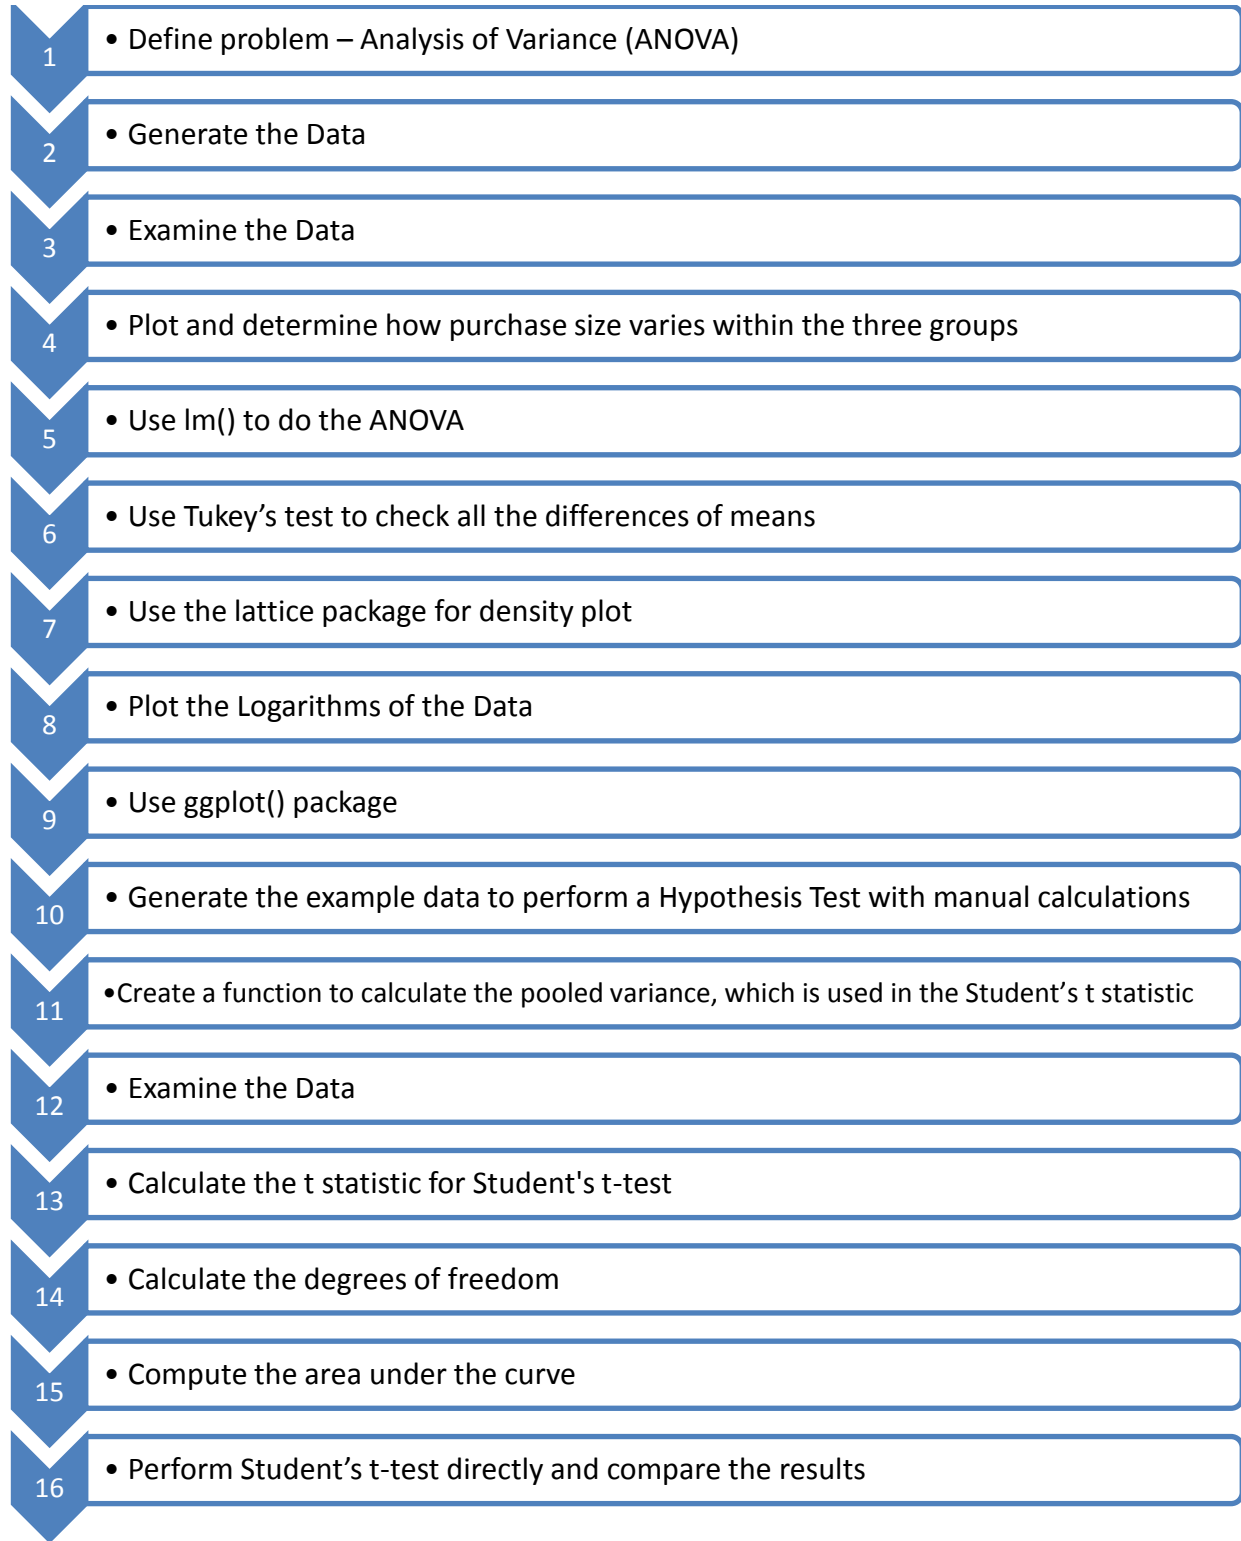 1 • Define problem – Analysis of Variance (ANOVA)
2 • Generate the Data
3 • Examine the Data
4 • Plot and determine how purchase size varies within the three groups
5 • Use lm() to do the ANOVA
6 • Use Tukey’s test to check all the differences of means
7 • Use the lattice package for density plot
8 • Plot the Logarithms of the Data
9 • Use ggplot() package
10 • Generate the example data to perform a Hypothesis Test with manual calculations
11 •Create a function to calculate the pooled variance, which is used in the Student’s t statistic
12 • Examine the Data
13 • Calculate the t statistic for Student's t-test
14 • Calculate the degrees of freedom
15 • Compute the area under the curve
16 • Perform Student’s t-test directly and compare the results